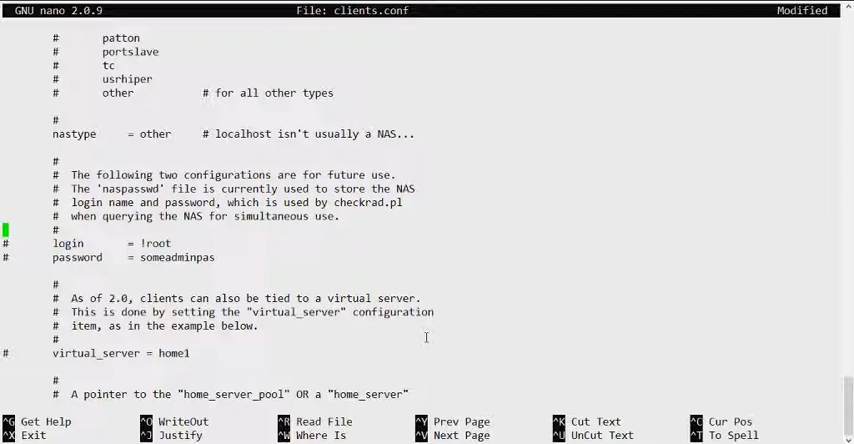 GNU nano 2.0.9 File: clients.conf Modified
# patton
# portslave
# tc
# usrhiper
# other # for all other types
#
nastype = other # localhost isn't usually a NAS...
#
# The following two configurations are for future use.
# The 'naspasswd' file is currently used to store the NAS
# login name and password, which is used by checkrad.pl
# when querying the NAS for simultaneous use.
#
# login = !root
# password = someadminpas
#
# As of 2.0, clients can also be tied to a virtual server.
# This is done by setting the "virtual_server" configuration
# item, as in the example below.
#
# virtual_server = home1
#
# A pointer to the "home_server_pool" OR a "home_server"
^G Get Help ^O WriteOut ^R Read File ^Y Prev Page ^K Cut Text ^C Cur Pos
^X Exit ^J Justify ^W Where Is ^V Next Page ^U UnCut Text ^T To Spell